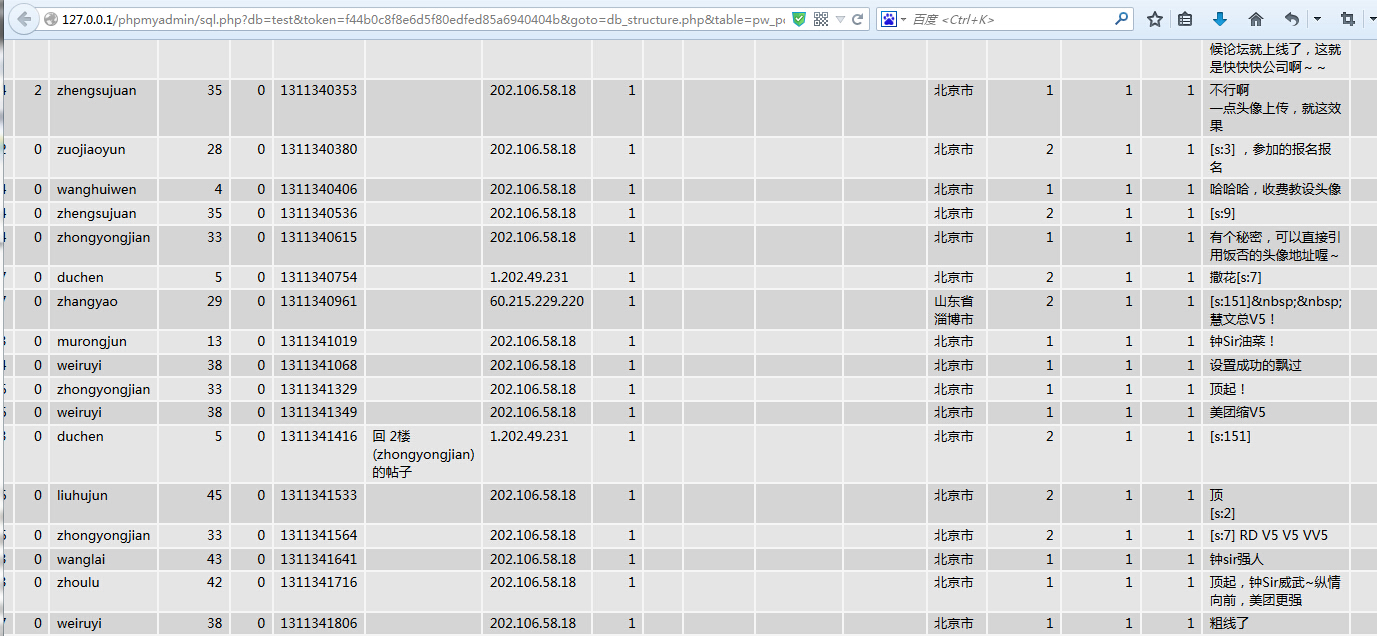 127.0.0.1/phpmyadmin/sql.php?db=test&token=f44b0c8f8e6d5f80edfed85a6940404b&goto=db_structure.php&table=pw_p
百度 <Ctrl+K>
候论坛就上线了，这就
是快快快公司啊～～
2 zhengsujuan 35 0 1311340353 202.106.58.18 1 北京市 1 1 1 不行啊
一点头像上传，就这效
果
0 zuojiaoyun 28 0 1311340380 202.106.58.18 1 北京市 2 1 1 [s:3] ，参加的报名报
名
0 wanghuiwen 4 0 1311340406 202.106.58.18 1 北京市 1 1 1 哈哈哈，收费教设头像
0 zhengsujuan 35 0 1311340536 202.106.58.18 1 北京市 2 1 1 [s:9]
0 zhongyongjian 33 0 1311340615 202.106.58.18 1 北京市 1 1 1 有个秘密，可以直接引
用饭否的头像地址喔～
0 duchen 5 0 1311340754 1.202.49.231 1 北京市 2 1 1 撒花[s:7]
0 zhangyao 29 0 1311340961 60.215.229.220 1 山东省 2 1 1 [s:151]&nbsp;&nbsp;
淄博市 慧文总V5！
0 murongjun 13 0 1311341019 202.106.58.18 1 北京市 1 1 1 钟Sir油菜！
0 weiruyi 38 0 1311341068 202.106.58.18 1 北京市 1 1 1 设置成功的飘过
0 zhongyongjian 33 0 1311341329 202.106.58.18 1 北京市 1 1 1 顶起！
0 weiruyi 38 0 1311341349 202.106.58.18 1 北京市 1 1 1 美团缩V5
0 duchen 5 0 1311341416 回 2楼 1.202.49.231 1 北京市 2 1 1 [s:151]
(zhongyongjian)
的帖子
0 liuhujun 45 0 1311341533 202.106.58.18 1 北京市 2 1 1 顶
[s:2]
0 zhongyongjian 33 0 1311341564 202.106.58.18 1 北京市 2 1 1 [s:7] RD V5 V5 VV5
0 wanglai 43 0 1311341641 202.106.58.18 1 北京市 1 1 1 钟sir强人
0 zhoulu 42 0 1311341716 202.106.58.18 1 北京市 1 1 1 顶起，钟Sir威武~纵情
向前，美团更强
0 weiruyi 38 0 1311341806 202.106.58.18 1 北京市 1 1 1 粗线了